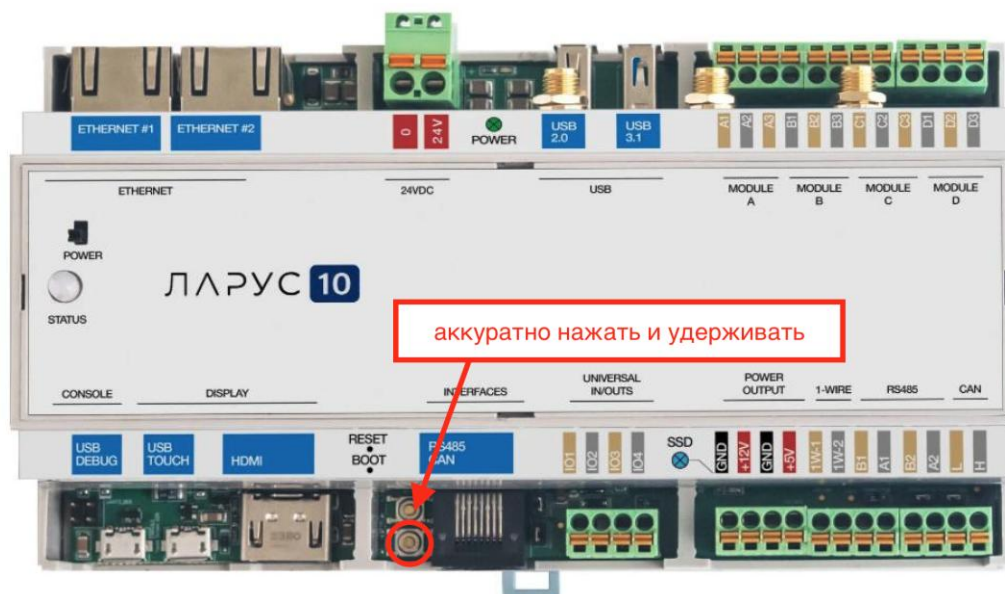 ETHERNET #1 ETHERNET #2 0 24V POWER USB 2.0 USB 3.1 A1 A2 A3 B1 B2 B3 C1 C2 C3 D1 D2 D3
ETHERNET 24VDC USB MODULE A MODULE B MODULE C MODULE D
POWER
STATUS
ЛАРУС 10
аккуратно нажать и удерживать
CONSOLE DISPLAY INTERFACES UNIVERSAL IN/OUTS POWER OUTPUT 1-WIRE RS485 CAN
USB DEBUG USB TOUCH HDMI RESET BOOT RS485 CAN IO1 IO2 IO3 IO4 SSD GND +12V GND +5V 1W-1 1W-2 B1 A1 B2 A2 L H